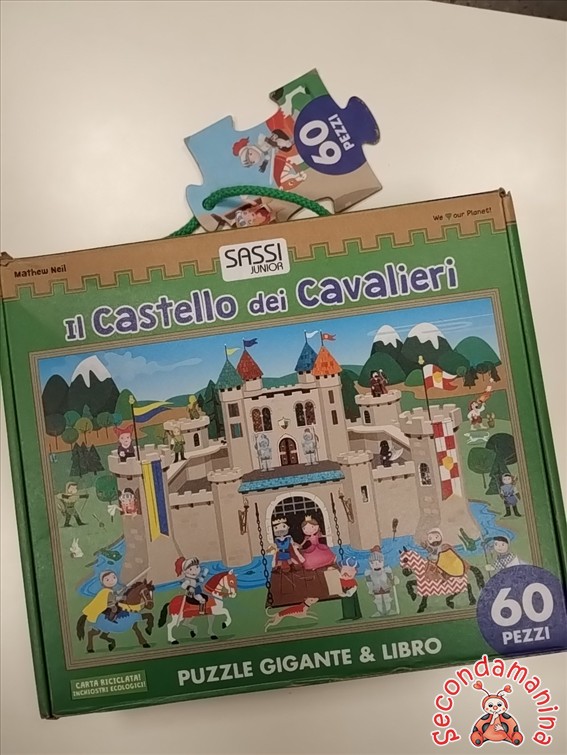 60
PEZZI
We our Planet!
Mathew Neil
SASSI
JUNIOR
Il Castello dei Cavalieri
60
PEZZI
PUZZLE GIGANTE & LIBRO
CARTA RICICLATA!
INCHIOSTRI ECOLOGICI!
Secondamanina